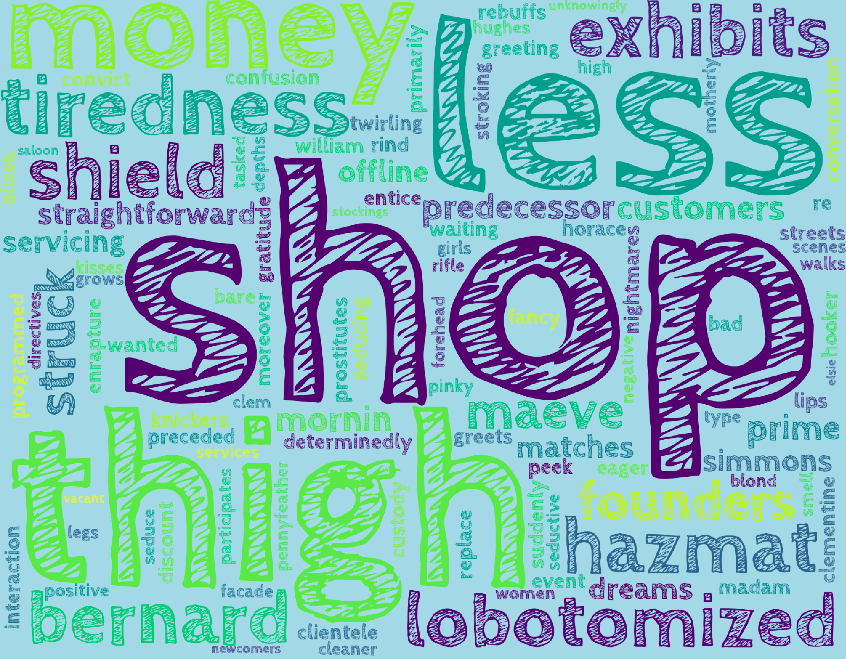 money
less
rebuffs
unknowingly
hughes
greeting
exhibits
high
convict
confusion
primarily
stroking
motherly
conversation
tiredness
twirling
william
rind
offline
slices
saloon
shield
tasked
depths
straightforward
gratitude
entice
stockings
predecessor
customers
re
servicing
waiting
girls
rifle
horace
nightmares
streets
scenes
walks
kisses
grows
shop
struck
programmed
directives
enrapture
wanted
bare
moreover
prostitutes
securing
forehead
fancy
bad
negative
hooker
elsie
pinky
clem
lips
type
prime
knickers
preceded
services
mornin
determinedly
maeve
greets
matches
peek
eager
simmons
blond
smell
thigh
vacant
legs
seduce
discount
participates
pennyfeather
custody
replace
suddenly
seductive
founders
hazmat
clementine
interaction
positive
facade
event
women
dreams
madam
bernard
newcomers
clientele
cleaner
lobotomized